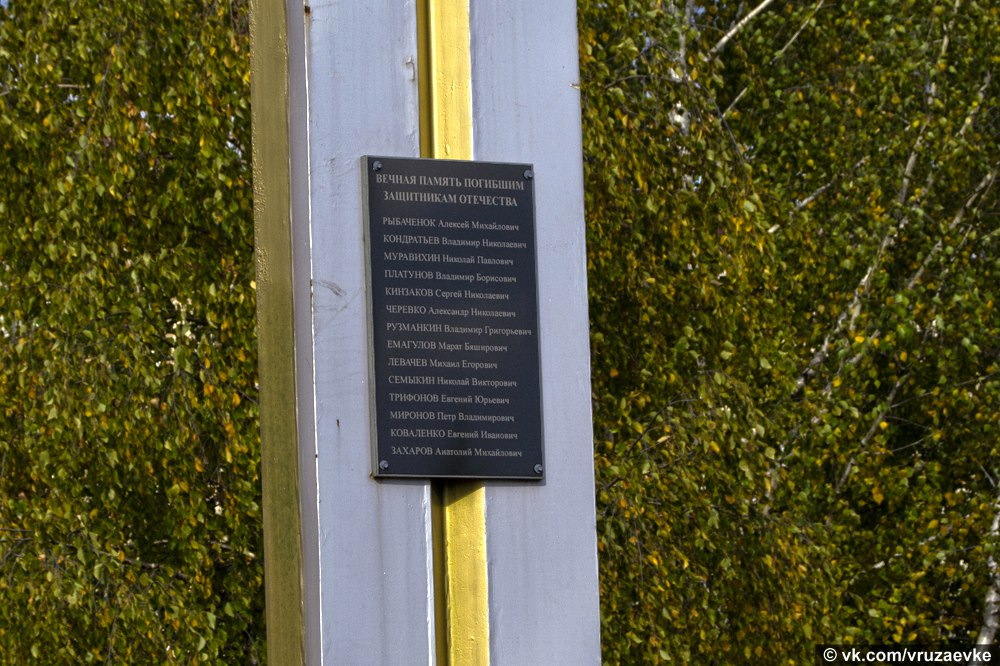 ВЕЧНАЯ ПАМЯТЬ ПОГИБШИМ
ЗАЩИТНИКАМ ОТЕЧЕСТВА
РЫБАЧЕНОК Алексей Михайлович
КОНДРАТЬЕВ Владимир Николаевич
МУРАВИХИН Николай Павлович
ПЛАТУНОВ Владимир Борисович
КИНЗАКОВ Сергей Николаевич
ЧЕРЕВКО Александр Николаевич
РУЗМАНКИН Владимир Григорьевич
ЕМАГУЛОВ Марат Бяширович
ЛЕВАЧЕВ Михаил Егорович
СЕМЫКИН Николай Викторович
ТРИФОНОВ Евгений Юрьевич
МИРОНОВ Петр Владимирович
КОВАЛЕНКО Евгений Иванович
ЗАХАРОВ Анатолий Михайлович
© vk.com/vruzaevke